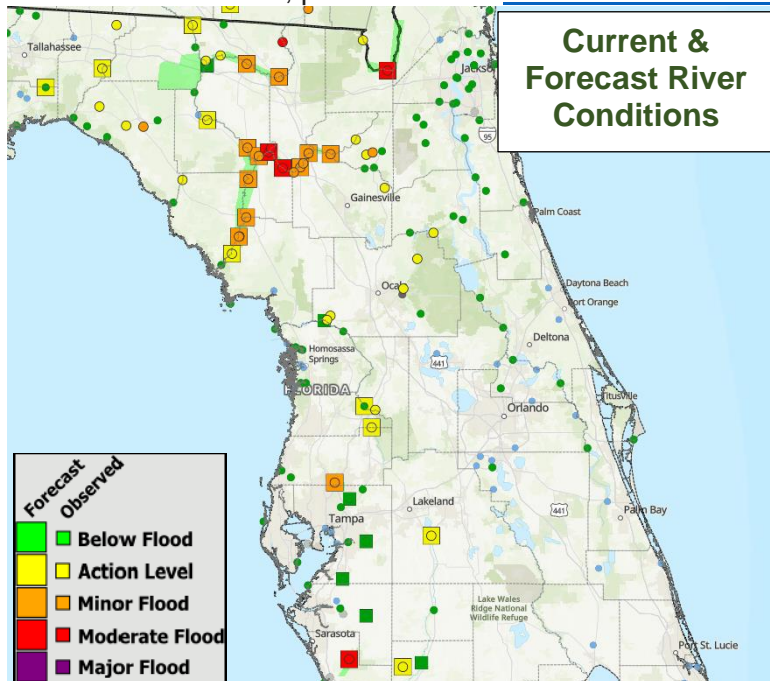 Current &
Forecast River
Conditions
Tallahassee
Jackson
95
Gainesville
Palm Coast
Ocala
Daytona Beach
Port Orange
Deltona
Homosassa
Springs
441
FLORIDA
Titusville
Orlando
Lakeland
441
Palm Bay
Tampa
Lake Wales
Ridge National
Wildlife Refuge
Sarasota
Port St. Lucie
Forecast
Observed
Below Flood
Action Level
Minor Flood
Moderate Flood
Major Flood